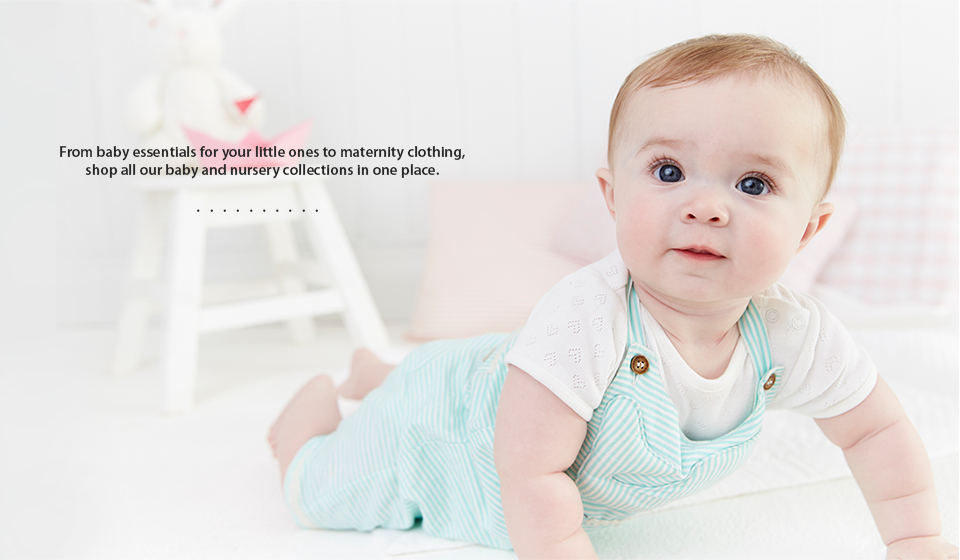 From baby essentials for your little ones to maternity clothing,
shop all our baby and nursery collections in one place.
. . . . . . . . . .